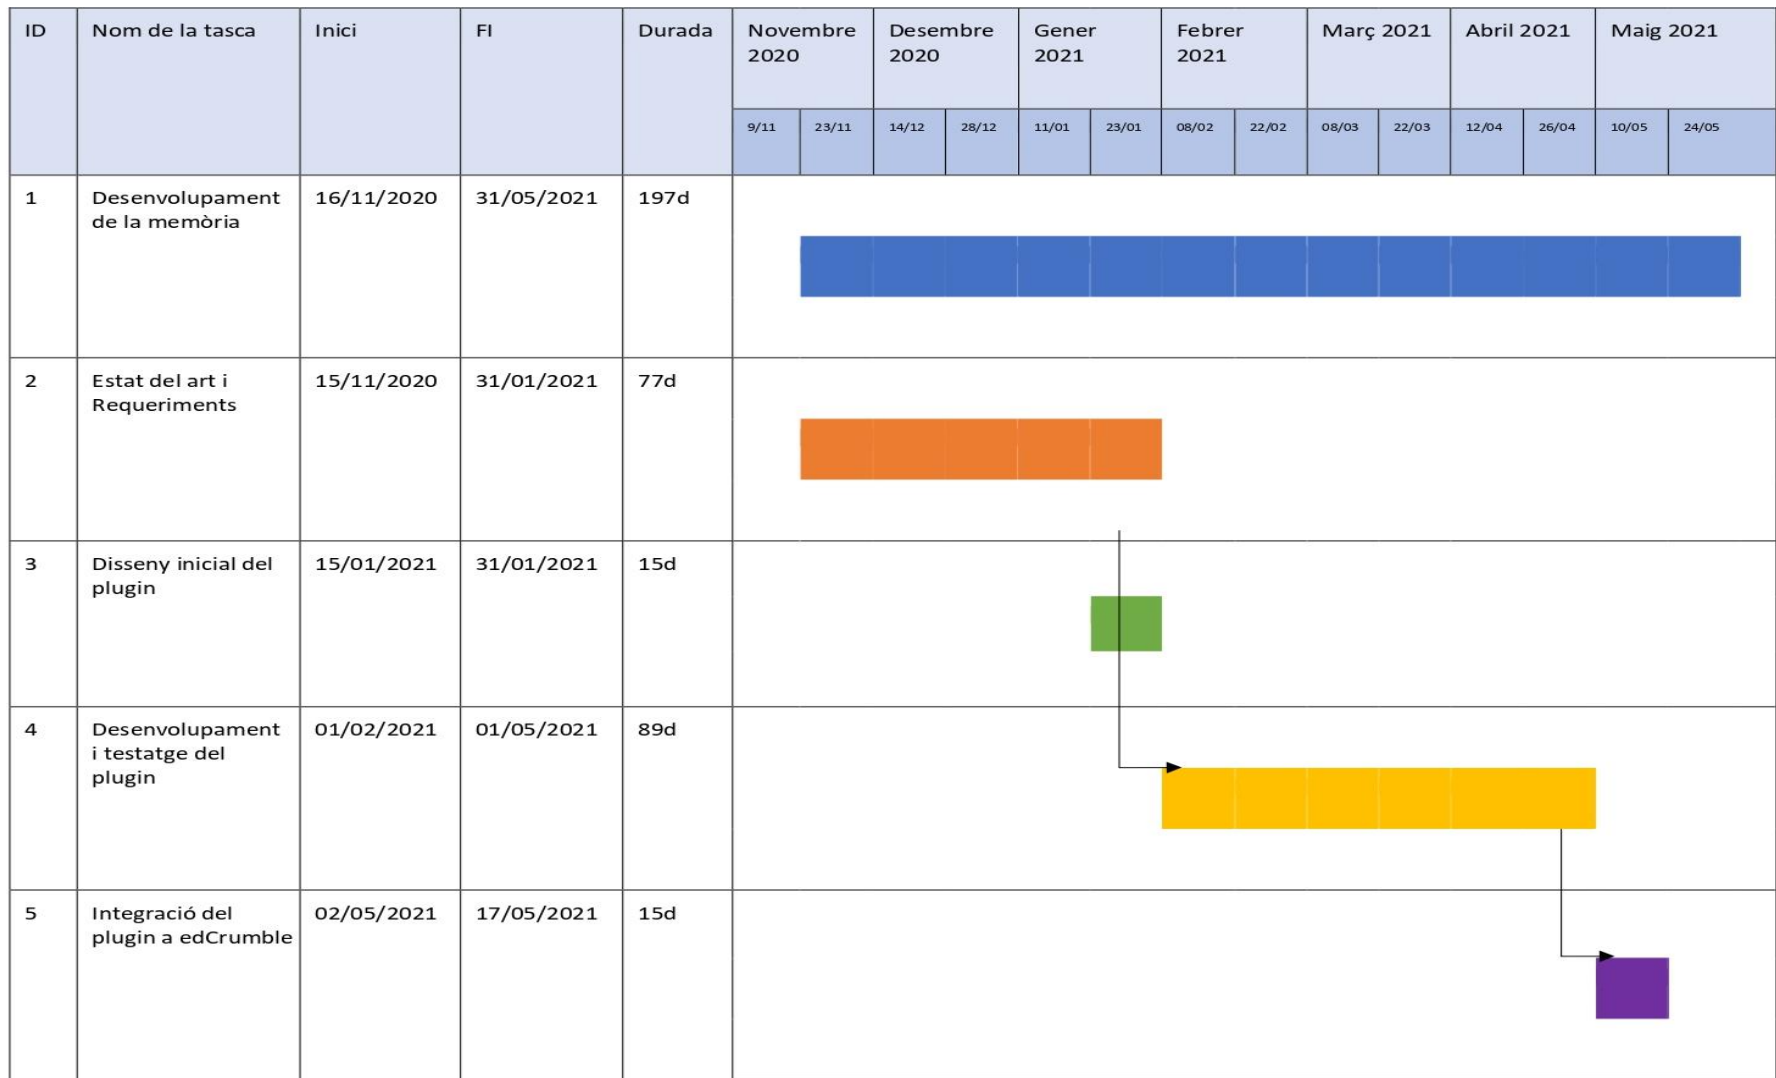 ID Nom de la tasca Inici FI Durada Novembre Desembre Gener Febrer Març 2021 Abril 2021 Maig 2021
2020 2020 2021 2021
9/11 23/11 14/12 28/12 11/01 23/01 08/02 22/02 08/03 22/03 12/04 26/04 10/05 24/05
1 Desenvolupament 16/11/2020 31/05/2021 197d
de la memòria
2 Estat del art i 15/11/2020 31/01/2021 77d
Requeriments
3 Disseny inicial del 15/01/2021 31/01/2021 15d
plugin
4 Desenvolupament 01/02/2021 01/05/2021 89d
i testatge del
plugin
5 Integració del 02/05/2021 17/05/2021 15d
plugin a edCrumble